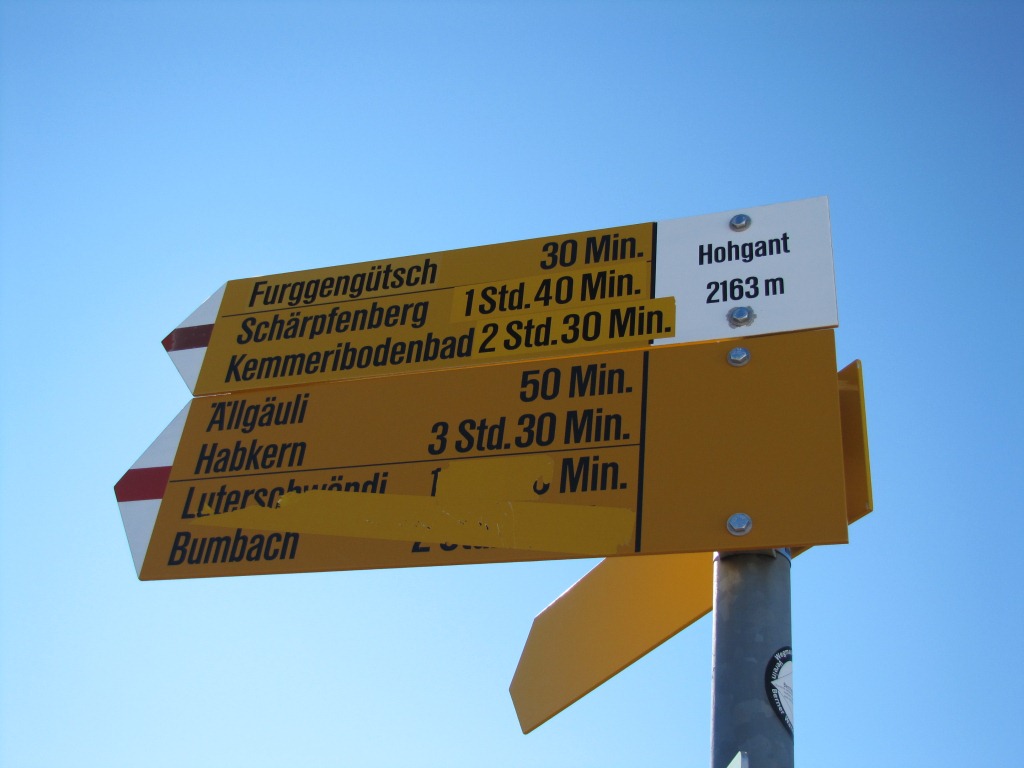 Furggengütsch 30 Min.
Schärpfenberg 1 Std. 40 Min.
Kemmeribodenbad 2 Std. 30 Min.
Hohgant
2163 m
Ällgäuli 50 Min.
Habkern 3 Std. 30 Min.
Luterschwändi Min.
Bumbach